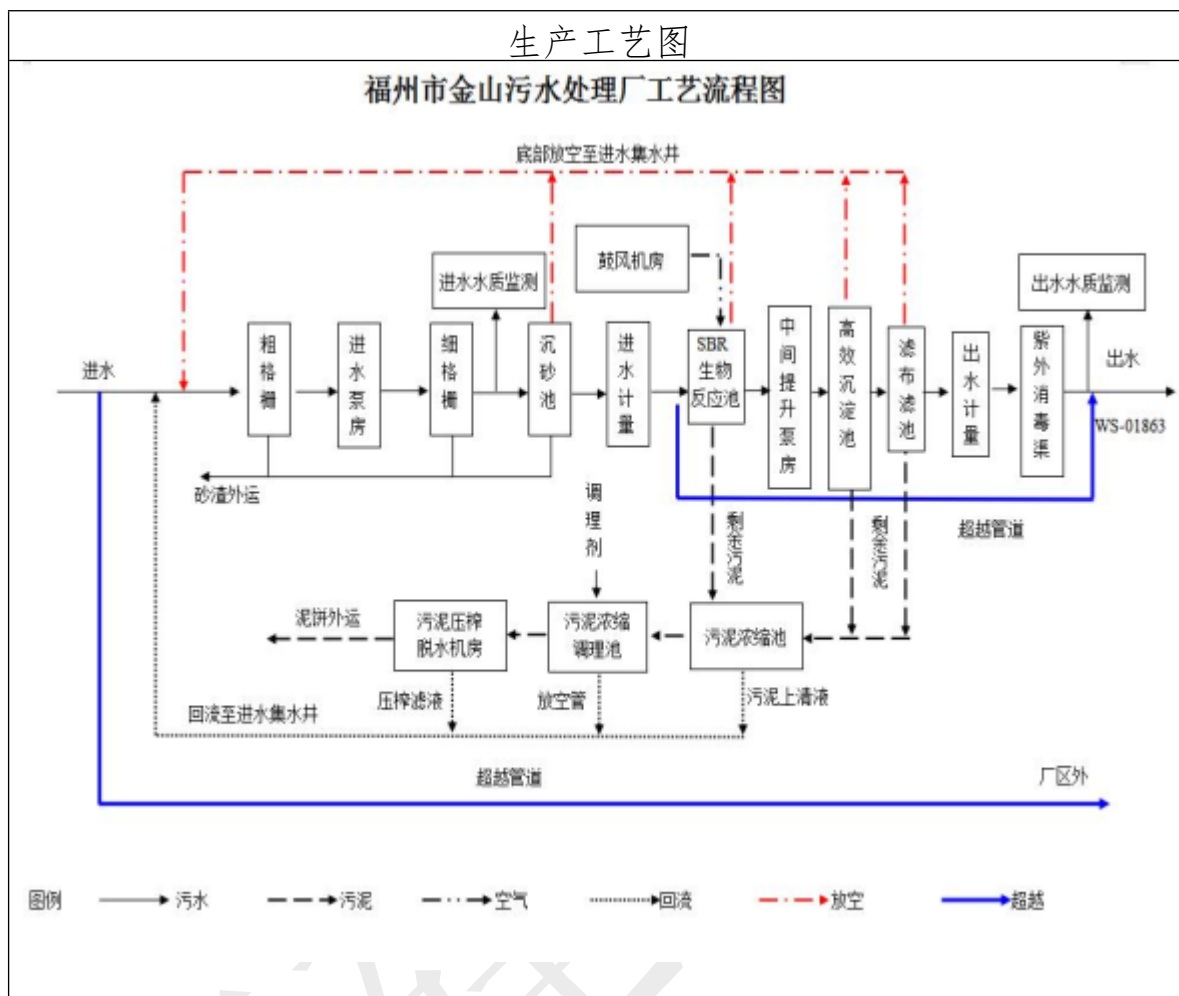 生产工艺图
福州市金山污水处理厂工艺流程图
底部放空至进水集水井
鼓风机房
进水水质监测
出水水质监测
进水
粗格栅
进水泵房
细格栅
沉砂池
进水计量
SBR
生物
反应池
中间提升泵房
高效沉淀池
滤布滤池
出水计量
紫外消毒渠
出水
WS-01863
砂渣外运
调理剂
剩余污泥
剩余污泥
超越管道
泥饼外运
污泥压榨
脱水机房
污泥浓缩
调理池
污泥浓缩池
回流至进水集水井
压榨滤液
放空管
污泥上清液
超越管道
厂区外
图例
污水
污泥
空气
回流
放空
超越